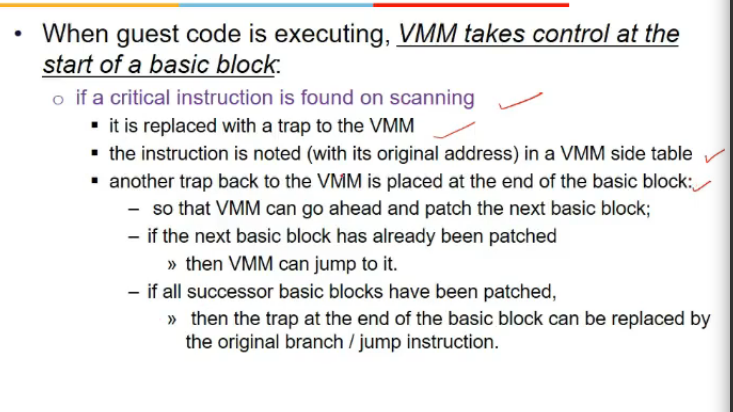 • When guest code is executing, VMM takes control at the
start of a basic block:
o if a critical instruction is found on scanning
▪ it is replaced with a trap to the VMM
▪ the instruction is noted (with its original address) in a VMM side table
▪ another trap back to the VMM is placed at the end of the basic block:
– so that VMM can go ahead and patch the next basic block;
– if the next basic block has already been patched
» then VMM can jump to it.
– if all successor basic blocks have been patched,
» then the trap at the end of the basic block can be replaced by
the original branch / jump instruction.